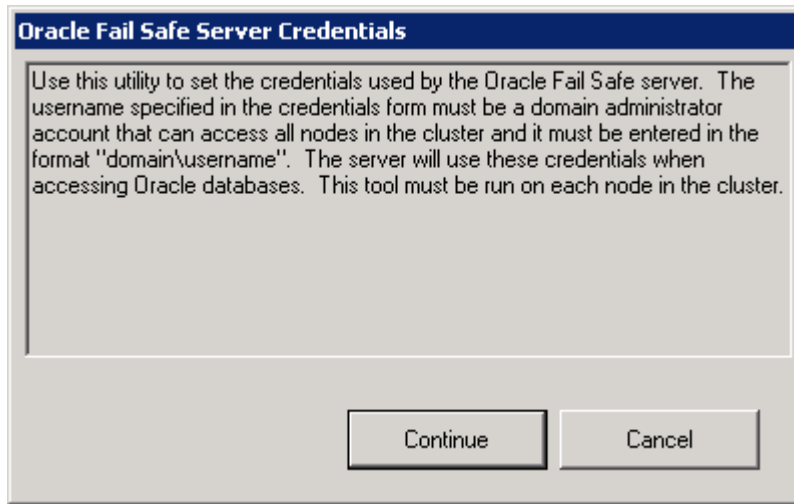 Oracle Fail Safe Server Credentials
Use this utility to set the credentials used by the Oracle Fail Safe server.  The
username specified in the credentials form must be a domain administrator
account that can access all nodes in the cluster and it must be entered in the
format "domain\username".  The server will use these credentials when
accessing Oracle databases.  This tool must be run on each node in the cluster.
Continue
Cancel